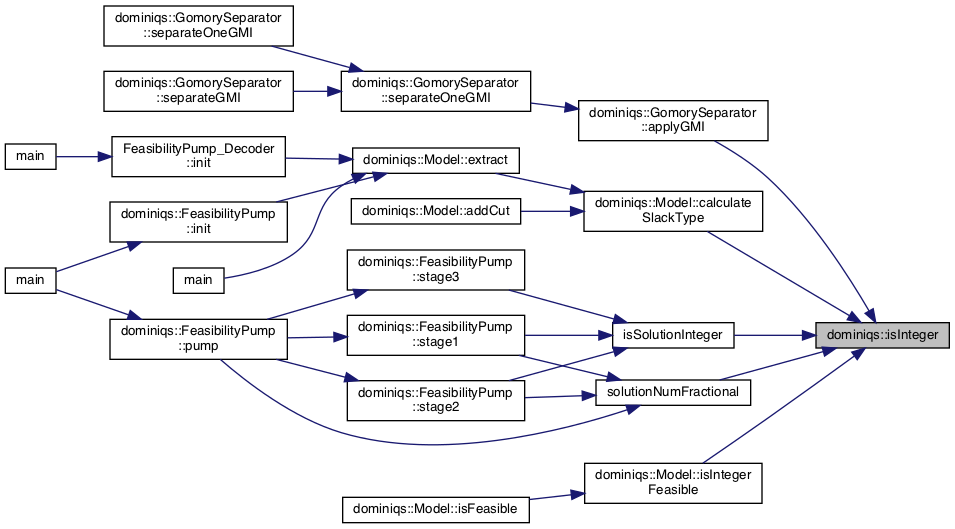 dominiqs::GomorySeparator
::separateOneGMI
dominiqs::GomorySeparator
::separateGMI
dominiqs::GomorySeparator
::separateOneGMI
dominiqs::GomorySeparator
::applyGMI
main
FeasibilityPump_Decoder
::init
dominiqs::Model::extract
dominiqs::Model::calculate
SlackType
dominiqs::Model::addCut
dominiqs::FeasibilityPump
::init
main
main
dominiqs::FeasibilityPump
::stage3
dominiqs::FeasibilityPump
::pump
dominiqs::FeasibilityPump
::stage1
isSolutionInteger
dominiqs::isInteger
dominiqs::FeasibilityPump
::stage2
solutionNumFractional
dominiqs::Model::isInteger
Feasible
dominiqs::Model::isFeasible